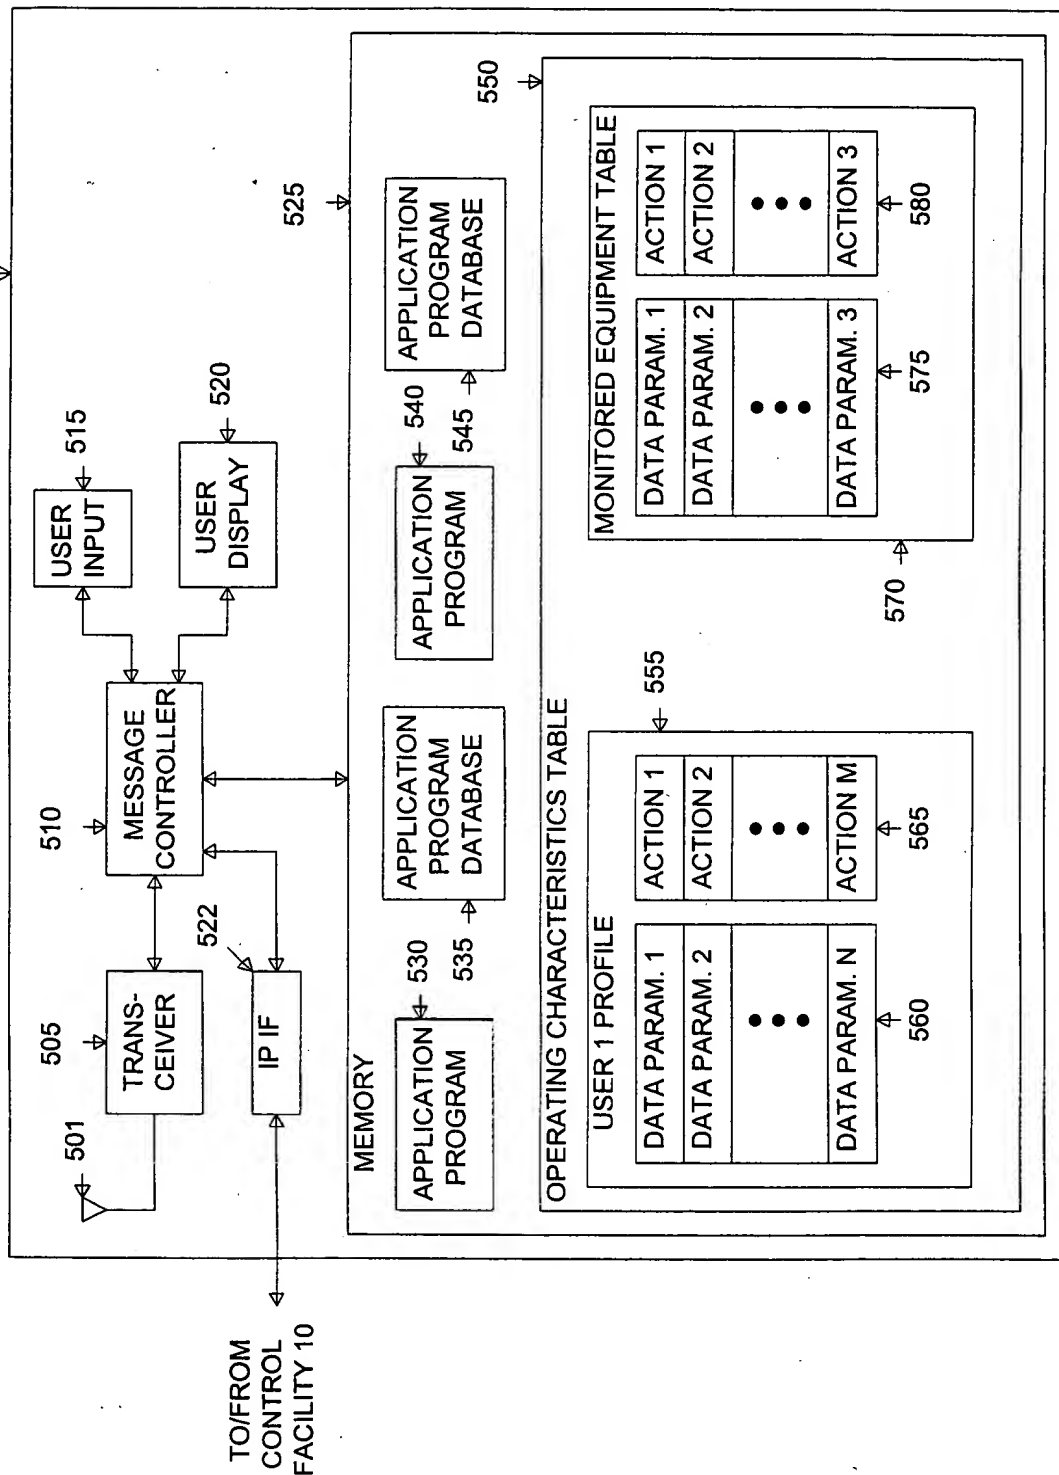 501
505
TRANS-
CEIVER
510
MESSAGE
CONTROLLER
USER
INPUT
515
USER
DISPLAY
520
522
IP IF
TO/FROM
CONTROL
FACILITY 10
MEMORY
525
APPLICATION
PROGRAM
530
535
APPLICATION
PROGRAM
DATABASE
APPLICATION
PROGRAM
540
545
APPLICATION
PROGRAM
DATABASE
OPERATING CHARACTERISTICS TABLE
550
USER 1 PROFILE
555
DATA PARAM. 1
DATA PARAM. 2
DATA PARAM. N
560
ACTION 1
ACTION 2
ACTION M
565
570
MONITORED EQUIPMENT TABLE
DATA PARAM. 1
DATA PARAM. 2
DATA PARAM. 3
575
ACTION 1
ACTION 2
ACTION 3
580